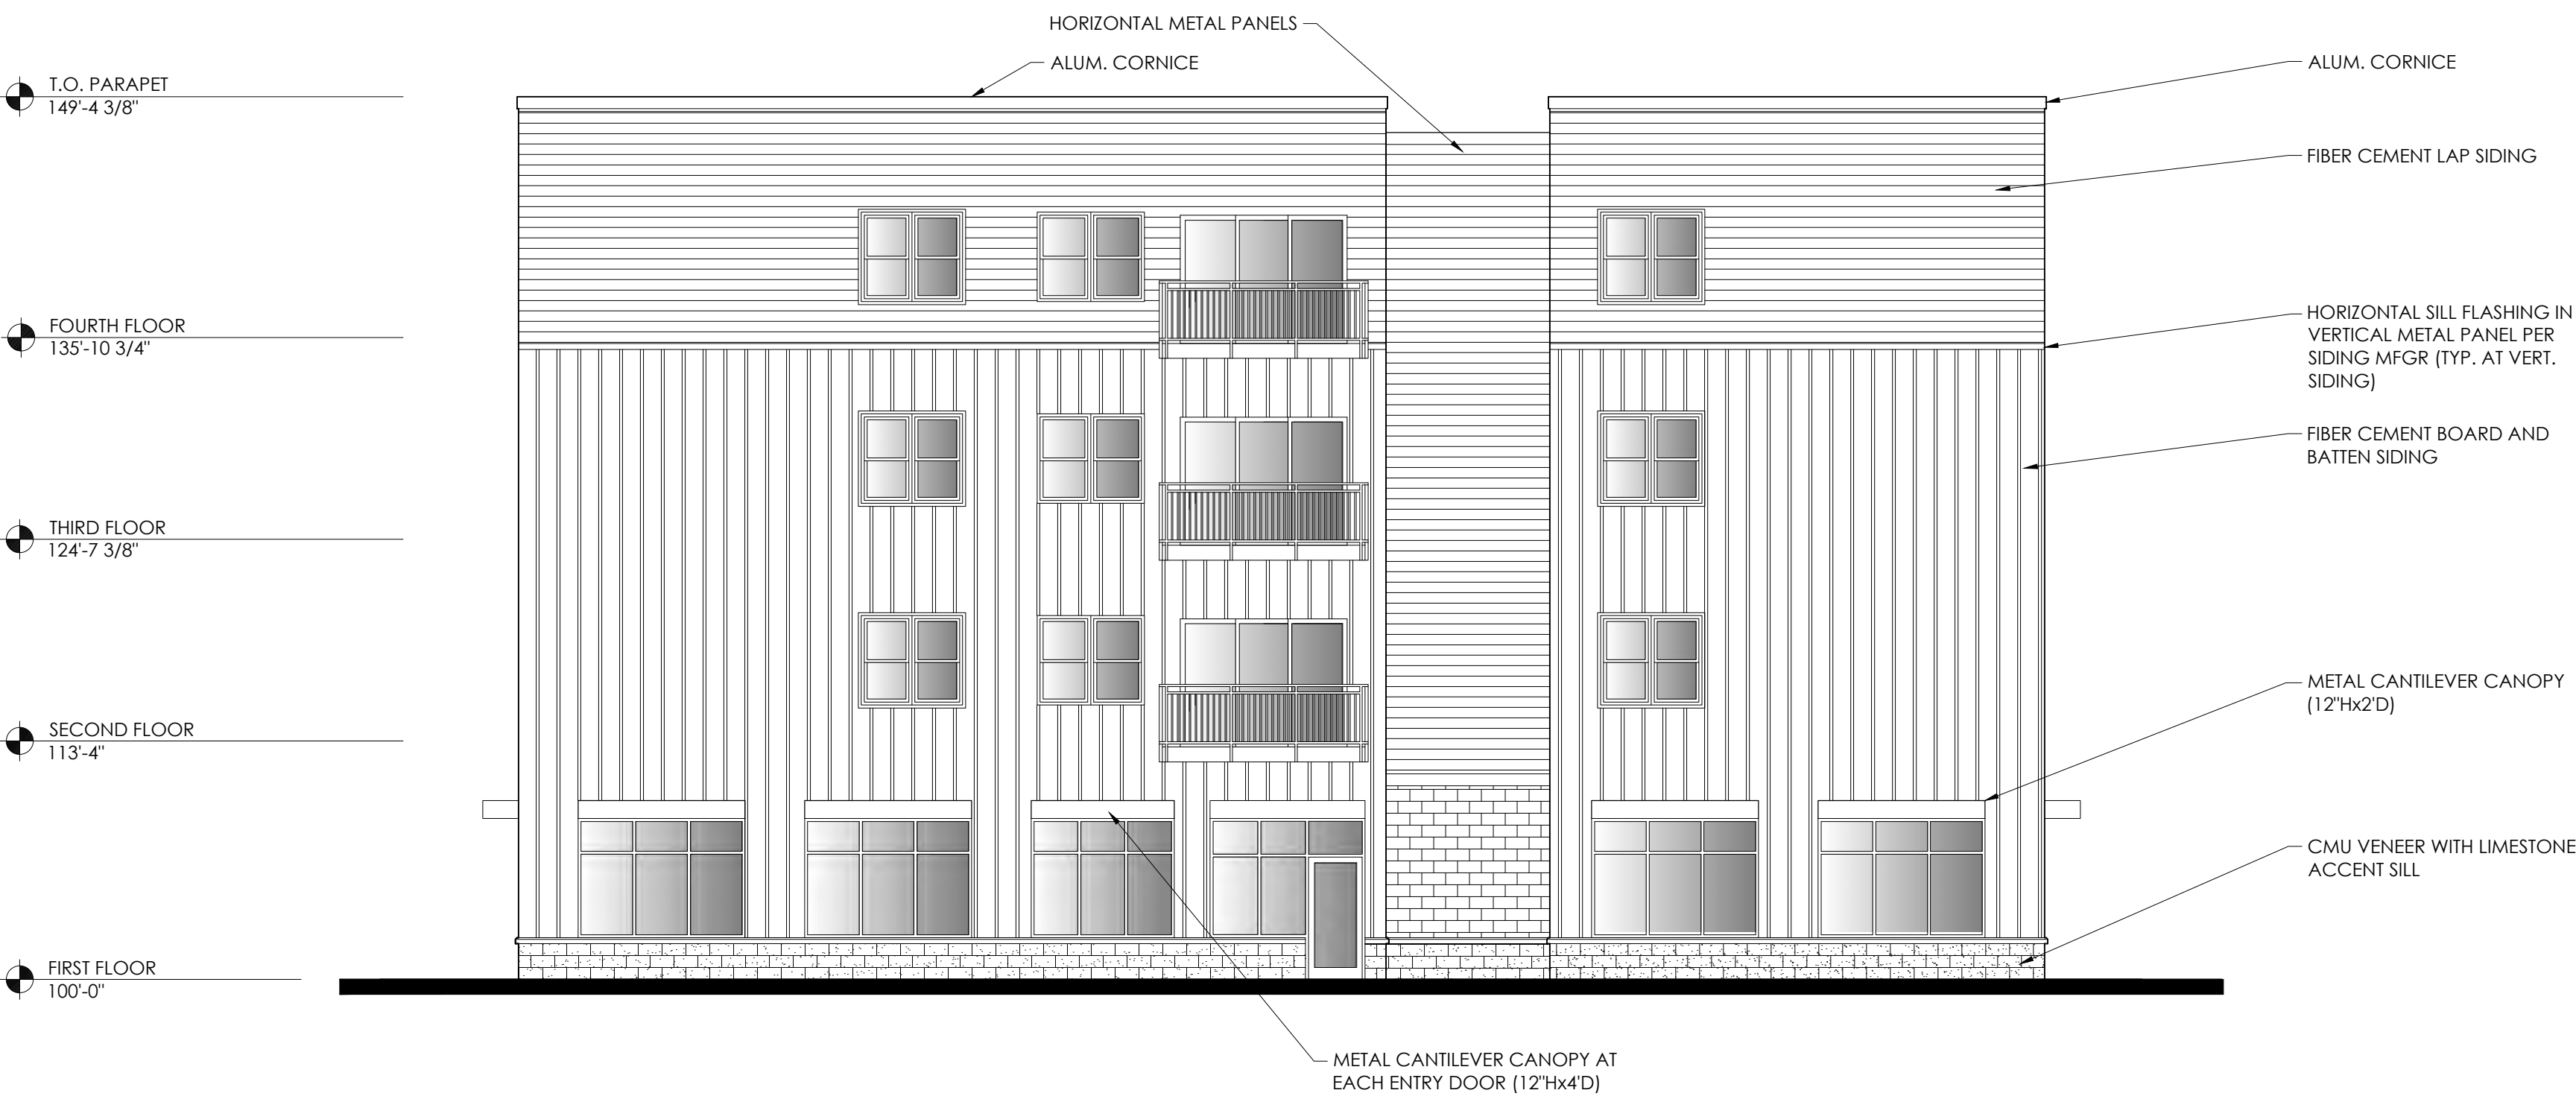 HORIZONTAL METAL PANELS
ALUM. CORNICE
ALUM. CORNICE
T.O. PARAPET
149'-4 3/8"
FIBER CEMENT LAP SIDING
FOURTH FLOOR
135'-10 3/4"
HORIZONTAL SILL FLASHING IN
VERTICAL METAL PANEL PER
SIDING MFGR (TYP. AT VERT.
SIDING)
FIBER CEMENT BOARD AND
BATTEN SIDING
THIRD FLOOR
124'-7 3/8"
METAL CANTILEVER CANOPY
(12"Hx2'D)
SECOND FLOOR
113'-4"
CMU VENEER WITH LIMESTONE
ACCENT SILL
FIRST FLOOR
100'-0"
METAL CANTILEVER CANOPY AT
EACH ENTRY DOOR (12"Hx4'D)